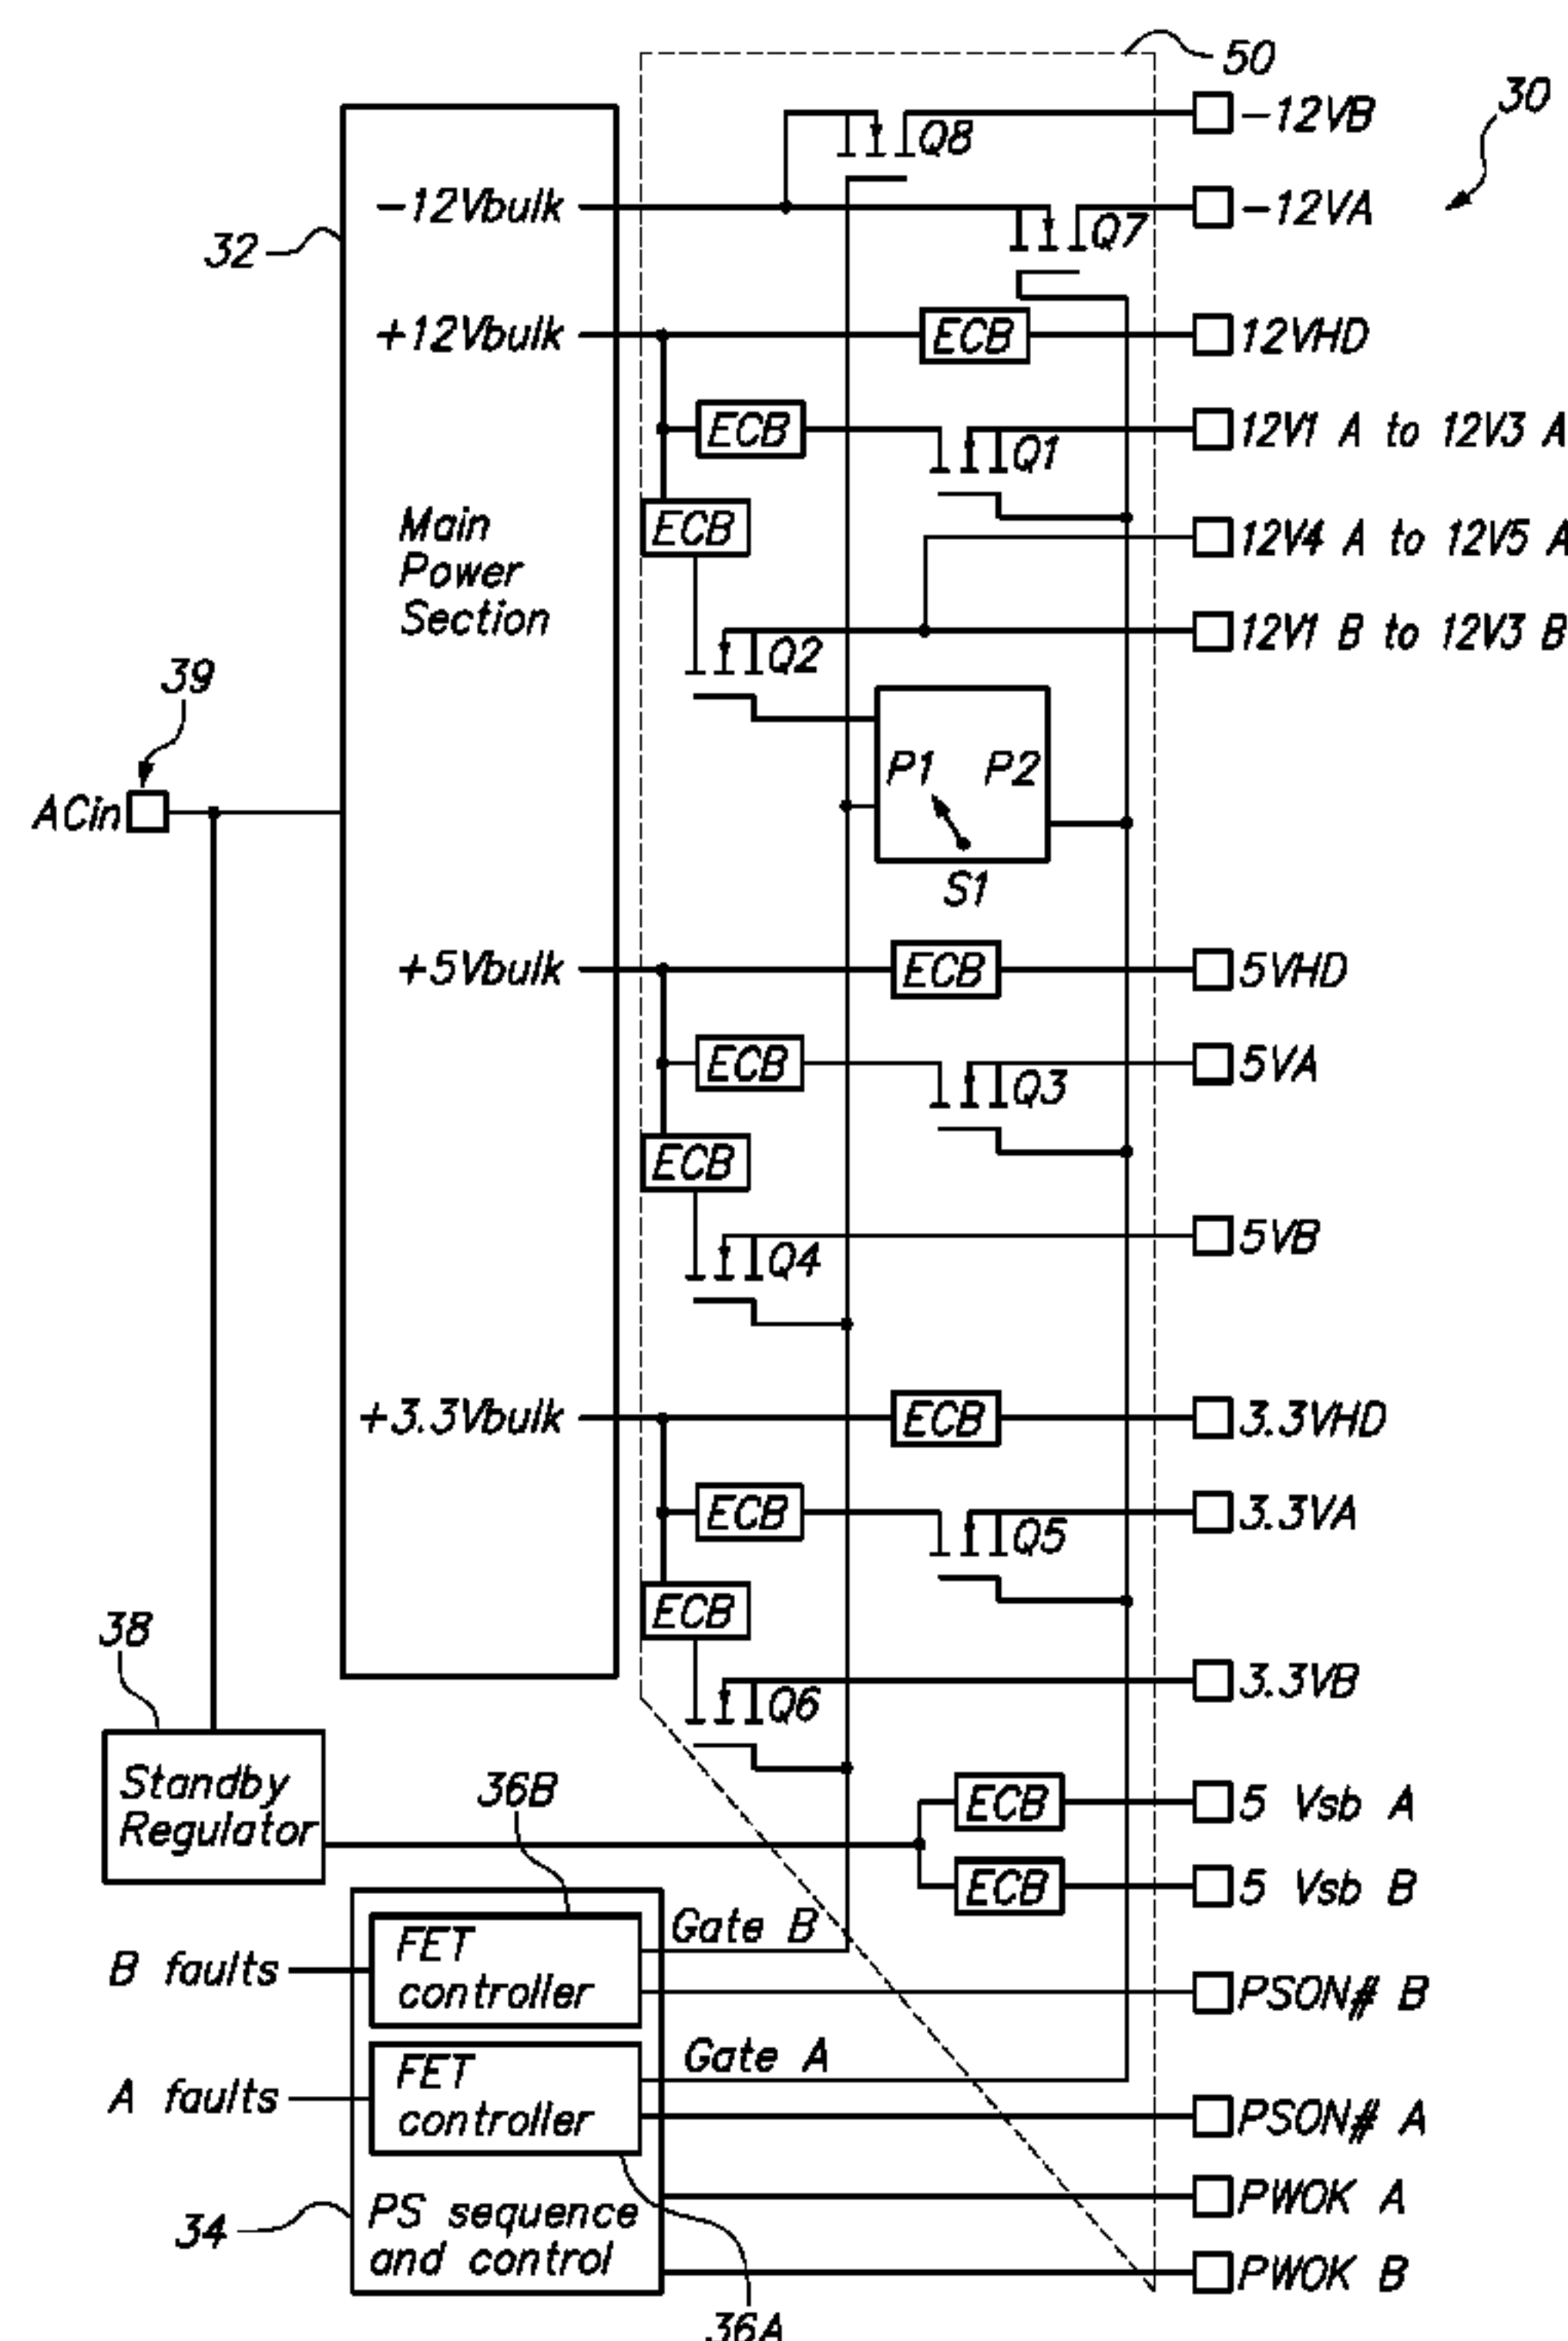 50
30
-12VB
Q8
-12Vbulk
-12VA
Q7
32
+12Vbulk
ECB
12VHD
ECB
Q1
12V1 A to 12V3 A
ECB
Main
Power
Section
12V4 A to 12V5 A
12V1 B to 12V3 B
Q2
39
P1 P2
ACin
S1
+5Vbulk
ECB
5VHD
ECB
Q3
5VA
ECB
Q4
5VB
+3.3Vbulk
ECB
3.3VHD
ECB
Q5
3.3VA
ECB
38
Q6
3.3VB
Standby
Regulator
36B
ECB
5 Vsb A
ECB
5 Vsb B
Gate B
B faults
FET
controller
PSON# B
Gate A
A faults
FET
controller
PSON# A
34
PS sequence
and control
PWOK A
PWOK B
36A